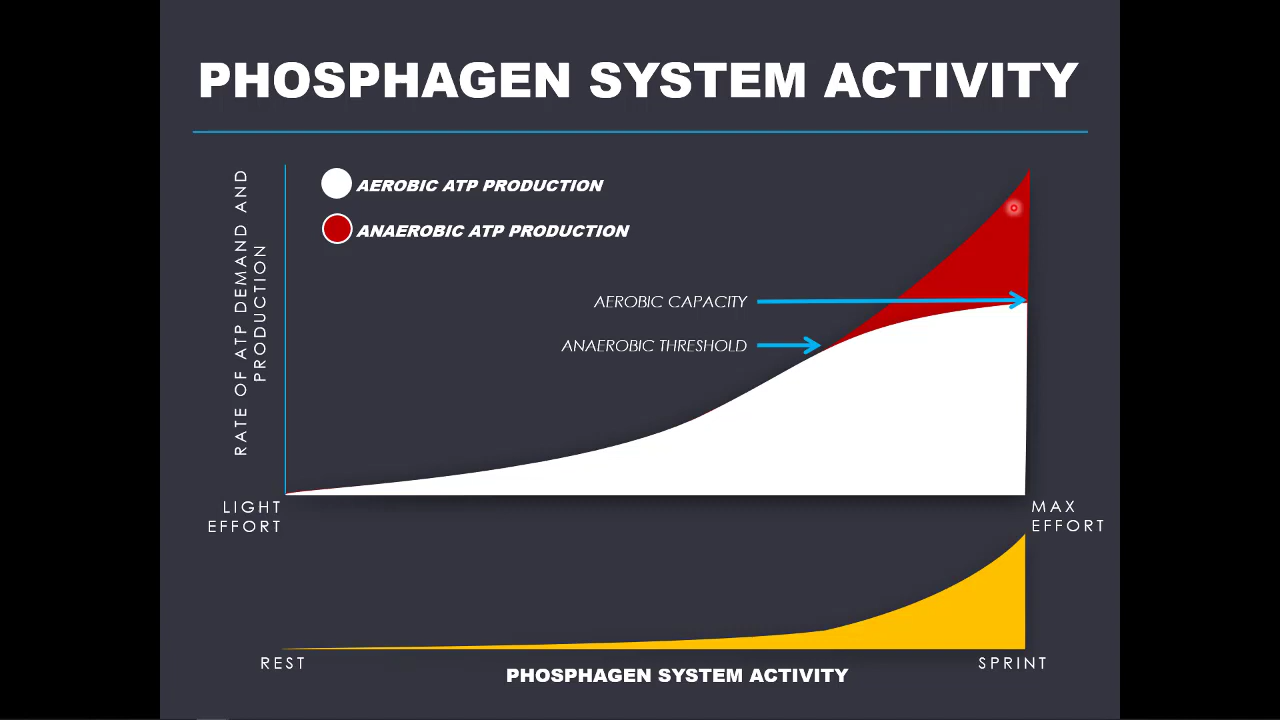 PHOSPHAGEN SYSTEM ACTIVITY
RATE OF ATP DEMAND AND
PRODUCTION
AEROBIC ATP PRODUCTION
ANAEROBIC ATP PRODUCTION
AEROBIC CAPACITY
ANAEROBIC THRESHOLD
LIGHT
EFFORT
MAX
EFFORT
REST
SPRINT
PHOSPHAGEN SYSTEM ACTIVITY